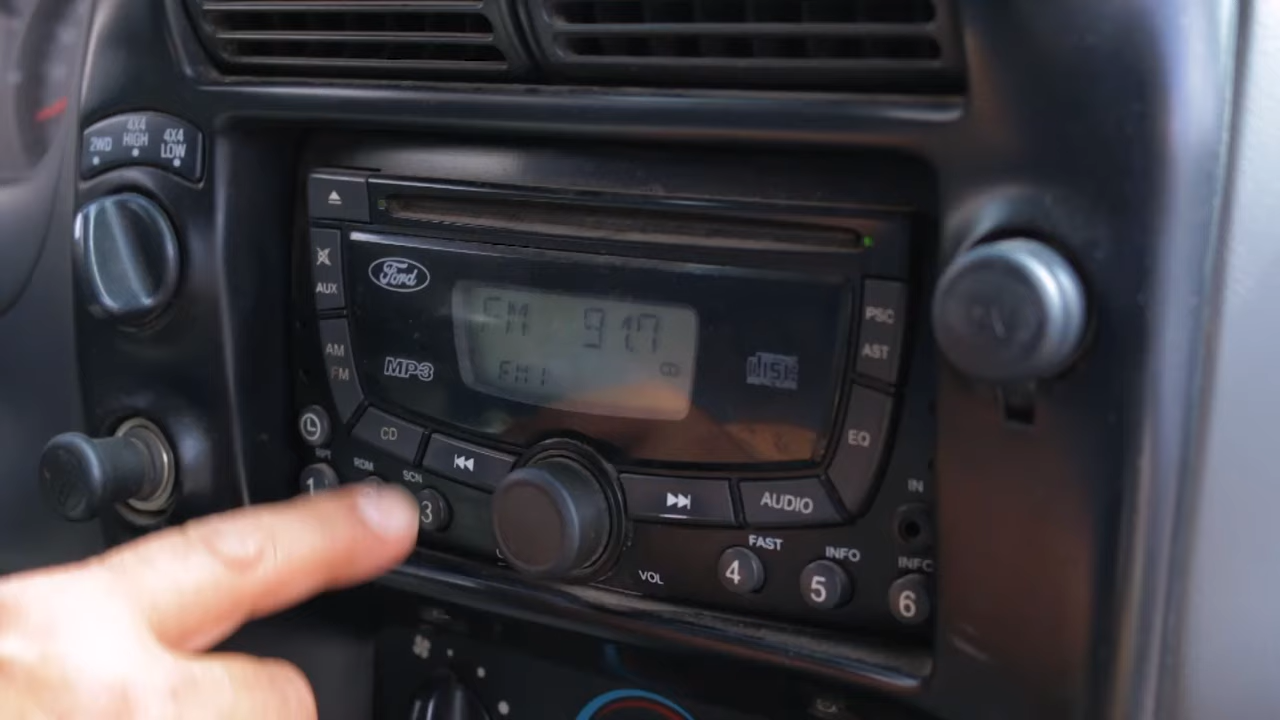 2WD
4X4
HIGH
4X4
LOW
AUX
Ford
FM 91.7
FM1
PSC
AST
AM
FM
MP3
DISC
CD
EQ
AUDIO
RPT
RDM
SCN
1
3
IN
VOL
FAST
INFO
INFO
4
5
6